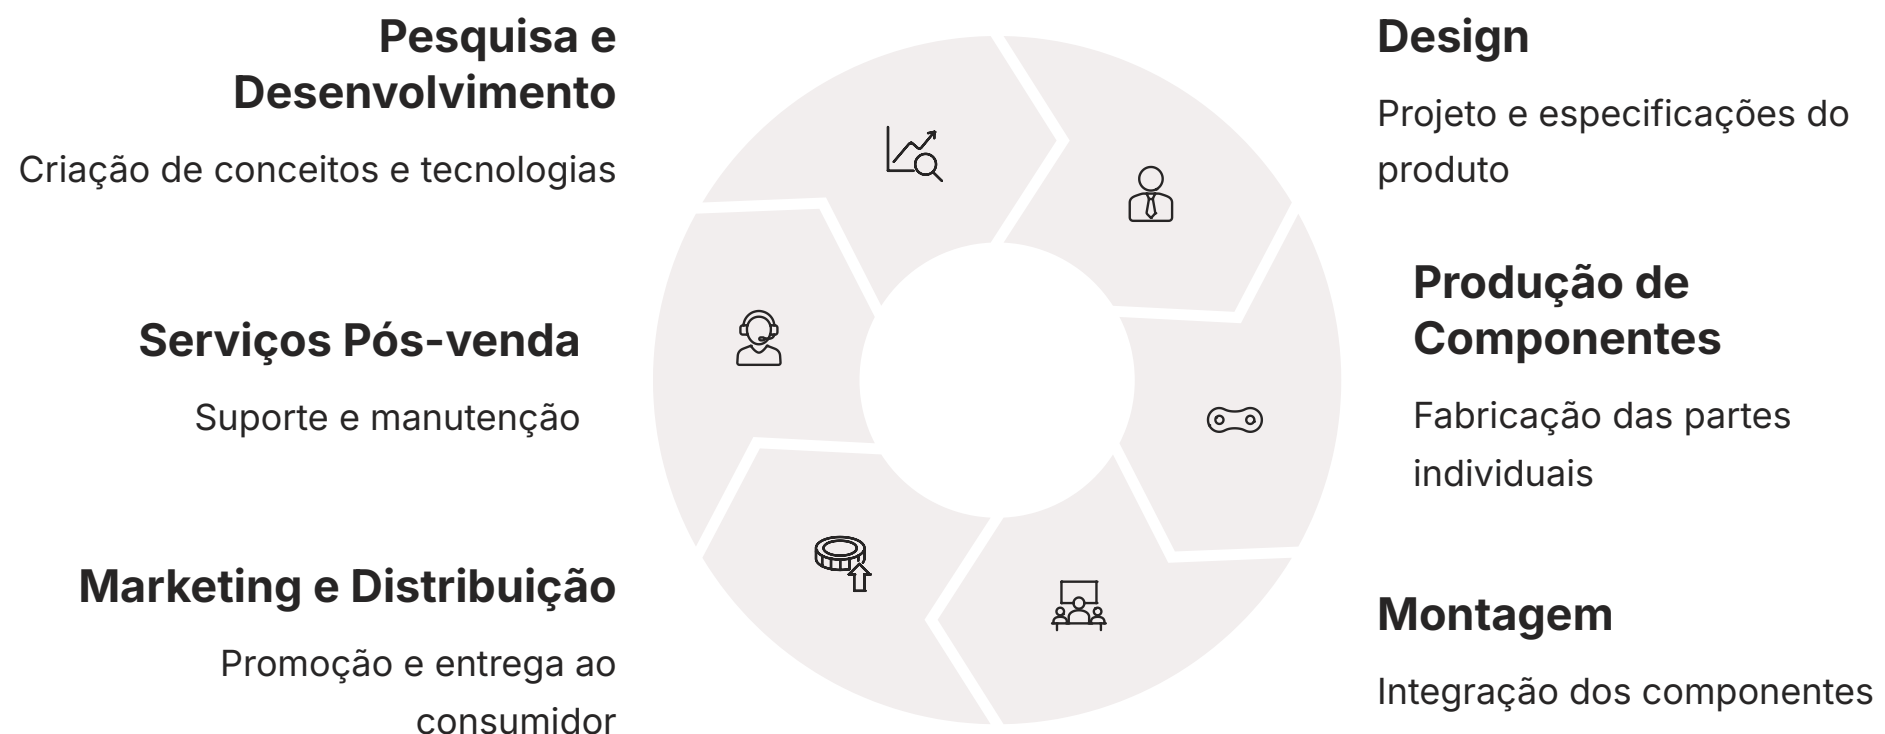 Pesquisa e
Desenvolvimento
Criação de conceitos e tecnologias
Design
Projeto e especificações do
produto
Produção de
Componentes
Fabricação das partes
individuais
Montagem
Integração dos componentes
Marketing e Distribuição
Promoção e entrega ao
consumidor
Serviços Pós-venda
Suporte e manutenção